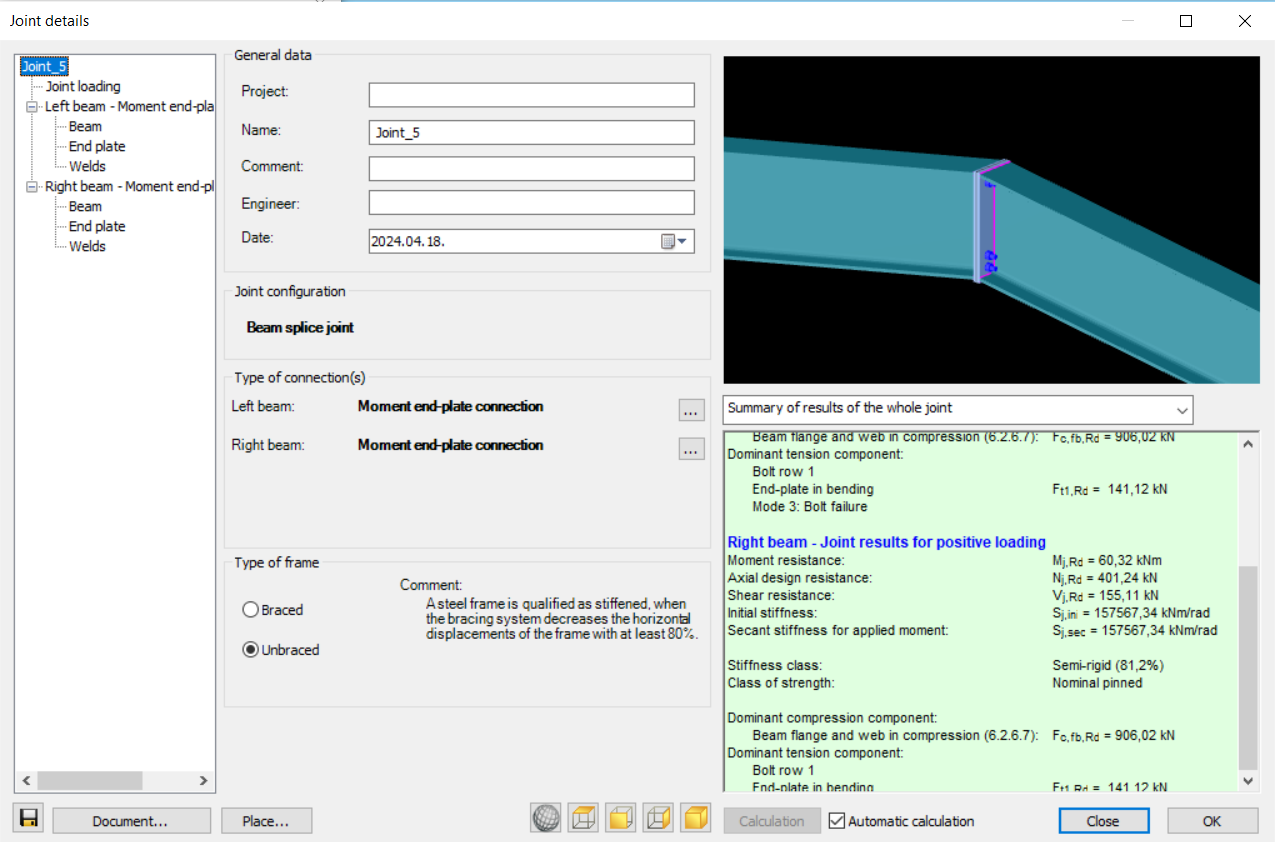 Joint details
Joint_5
Joint loading
Left beam - Moment end-pla
Beam
End plate
Welds
Right beam - Moment end-pl
Beam
End plate
Welds
General data
Project:
Name: Joint_5
Comment:
Engineer:
Date: 2024.04.18.
Joint configuration
Beam splice joint
Type of connection(s)
Left beam: Moment end-plate connection ...
Right beam: Moment end-plate connection ...
Type of frame
Comment:
Braced
Unbraced
A steel frame is qualified as stiffened, when
the bracing system decreases the horizontal
displacements of the frame with at least 80%.
Summary of results of the whole joint
Beam flange and web in compression (6.2.6.7): Fc,fb,Rd = 906,02 kN
Dominant tension component:
Bolt row 1
End-plate in bending Ft1,Rd = 141,12 kN
Mode 3: Bolt failure
Right beam - Joint results for positive loading
Moment resistance: Mj,Rd = 60,32 kNm
Axial design resistance: Nj,Rd = 401,24 kN
Shear resistance: Vj,Rd = 155,11 kN
Initial stiffness: Sj,ini = 157567,34 kNm/rad
Secant stiffness for applied moment: Sj,sec = 157567,34 kNm/rad
Stiffness class: Semi-rigid (81,2%)
Class of strength: Nominal pinned
Dominant compression component:
Beam flange and web in compression (6.2.6.7): Fc,fb,Rd = 906,02 kN
Dominant tension component:
Bolt row 1
End-plate in bending Ft1,Rd = 141,12 kN
Document...
Place...
Calculation
Automatic calculation
Close
OK